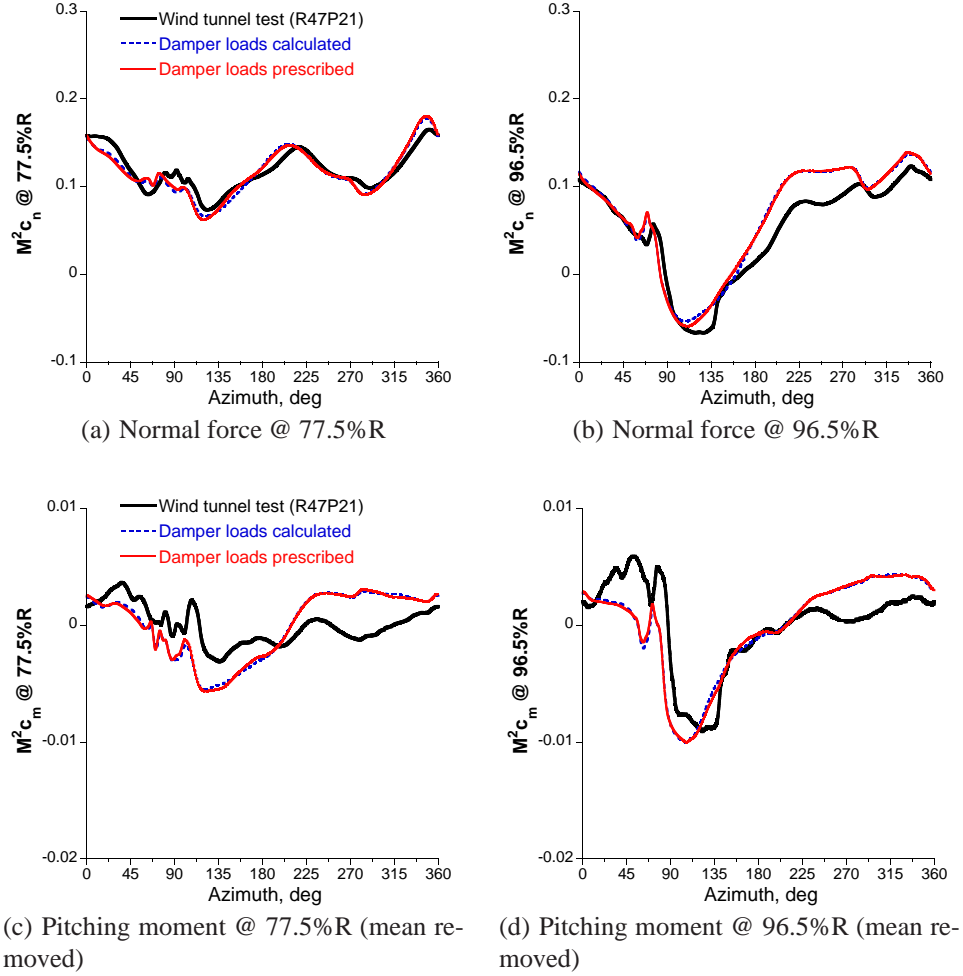 Wind tunnel test (R47P21)
Damper loads calculated
Damper loads prescribed
M²cn @ 77.5%R
0.3
0.2
0.1
0
-0.1
0 45 90 135 180 225 270 315 360
Azimuth, deg
(a) Normal force @ 77.5%R
M²cn @ 96.5%R
0.3
0.2
0.1
0
-0.1
0 45 90 135 180 225 270 315 360
Azimuth, deg
(b) Normal force @ 96.5%R
Wind tunnel test (R47P21)
Damper loads calculated
Damper loads prescribed
M²cm @ 77.5%R
0.01
0
-0.01
-0.02
0 45 90 135 180 225 270 315 360
Azimuth, deg
(c) Pitching moment @ 77.5%R (mean re-
moved)
M²cm @ 96.5%R
0.01
0
-0.01
-0.02
0 45 90 135 180 225 270 315 360
Azimuth, deg
(d) Pitching moment @ 96.5%R (mean re-
moved)